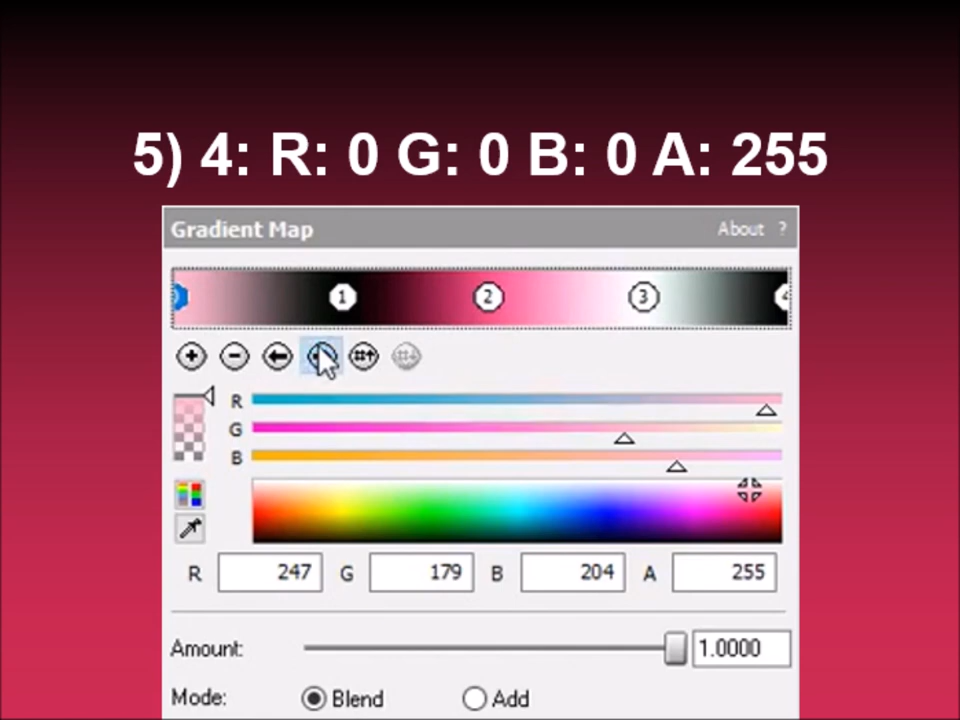 5) 4: R: 0 G: 0 B: 0 A: 255
Gradient Map About ?
1 2 3 4
R
G
B
R 247 G 179 B 204 A 255
Amount: 1.0000
Mode: Blend Add